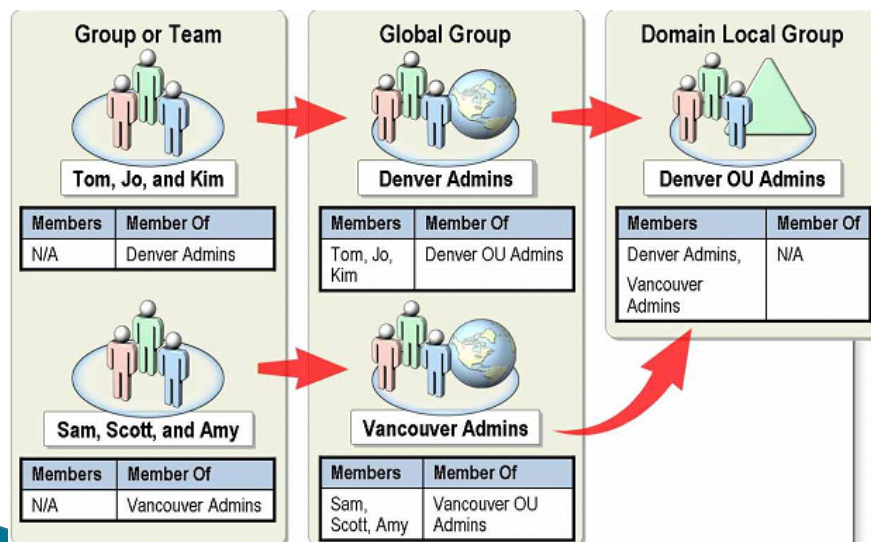 Group or Team
Tom, Jo, and Kim
Members Member Of
N/A Denver Admins
Sam, Scott, and Amy
Members Member Of
N/A Vancouver Admins
Global Group
Denver Admins
Members Member Of
Tom, Jo, Denver OU Admins
Kim
Vancouver Admins
Members Member Of
Sam, Vancouver OU
Scott, Amy Admins
Domain Local Group
Denver OU Admins
Members Member Of
Denver Admins, N/A
Vancouver
Admins